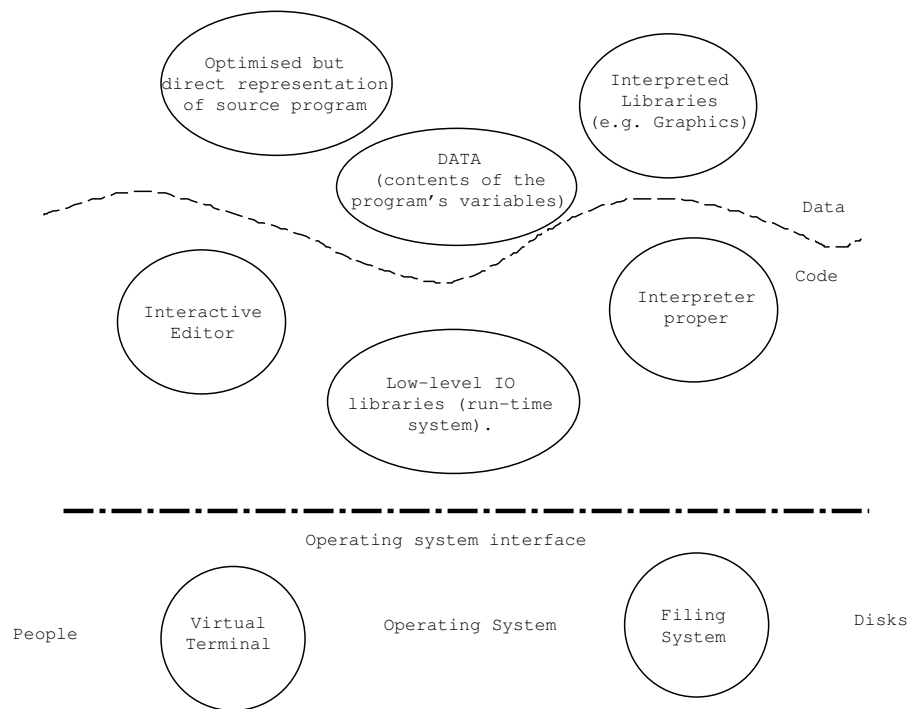 Optimised but
direct representation
of source program
Interpreted
Libraries
(e.g. Graphics)
DATA
(contents of the
program's variables)
Data
Code
Interactive
Editor
Interpreter
proper
Low-level IO
libraries (run-time
system).
Operating system interface
People
Virtual
Terminal
Operating System
Filing
System
Disks